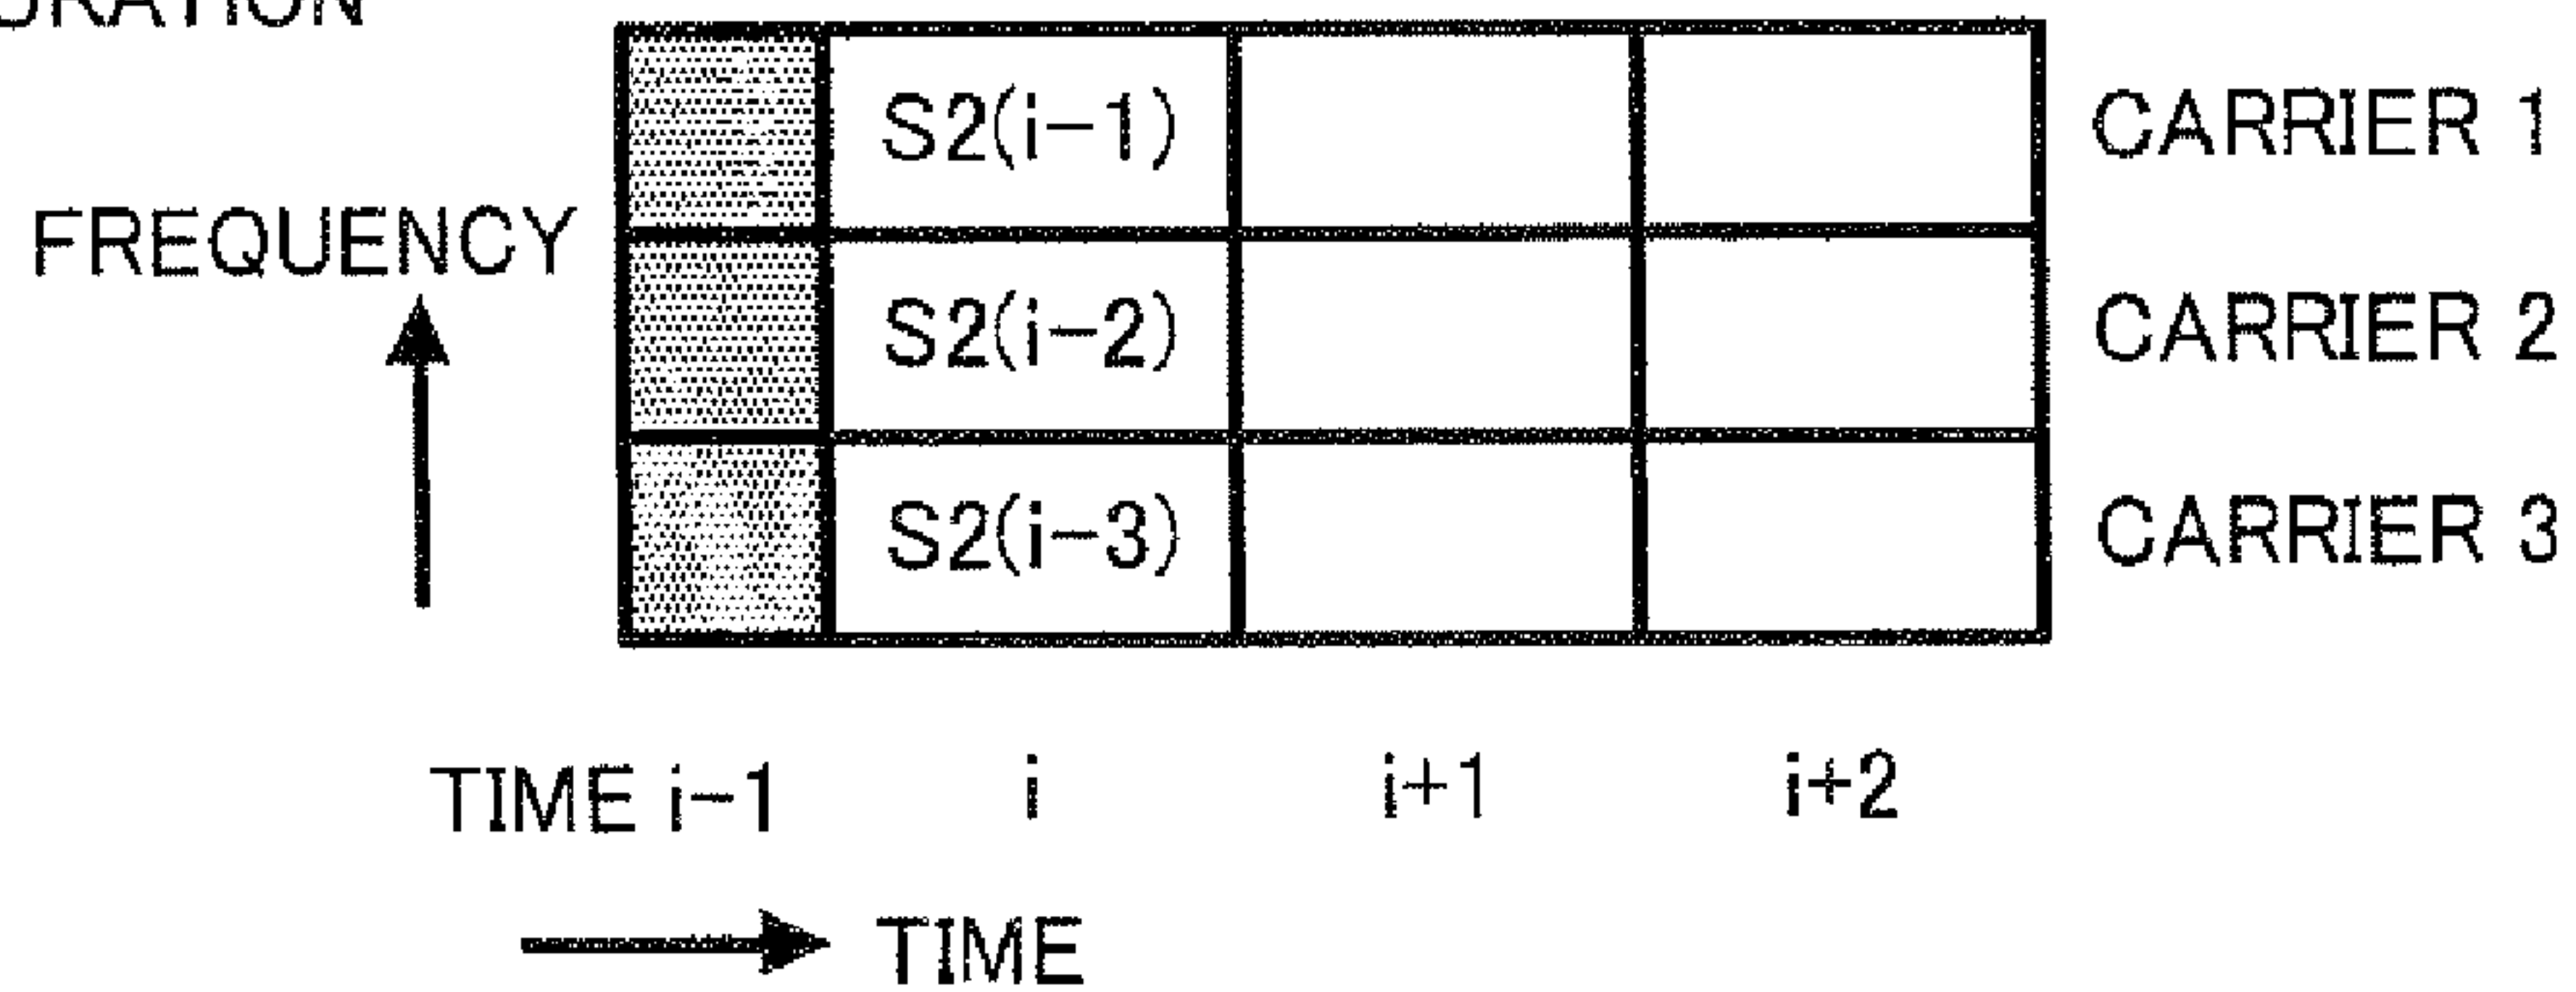 S2(i-1) CARRIER 1
FREQUENCY
S2(i-2) CARRIER 2
S2(i-3) CARRIER 3
TIME i-1 i i+1 i+2
TIME